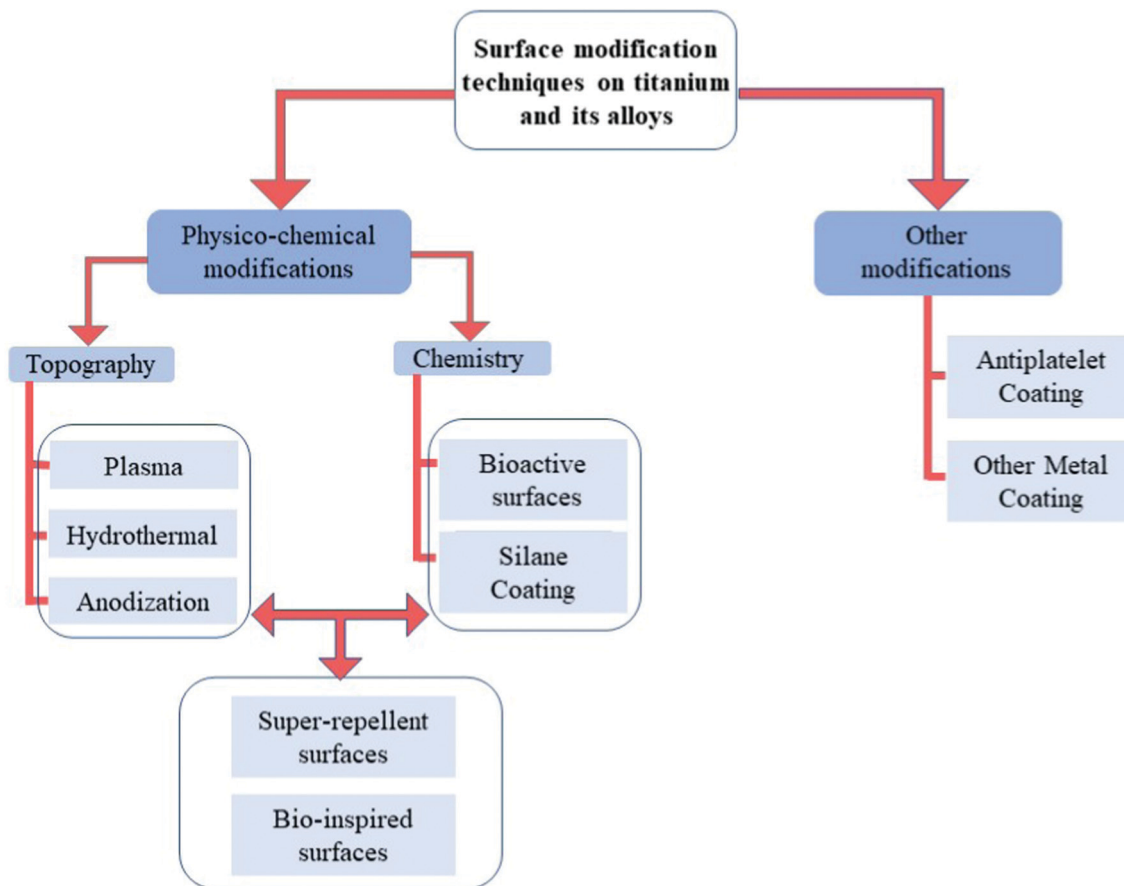 Surface modification
techniques on titanium
and its alloys
Physico-chemical
modifications
Other
modifications
Topography
Chemistry
Plasma
Hydrothermal
Anodization
Bioactive
surfaces
Silane
Coating
Antiplatelet
Coating
Other Metal
Coating
Super-repellent
surfaces
Bio-inspired
surfaces